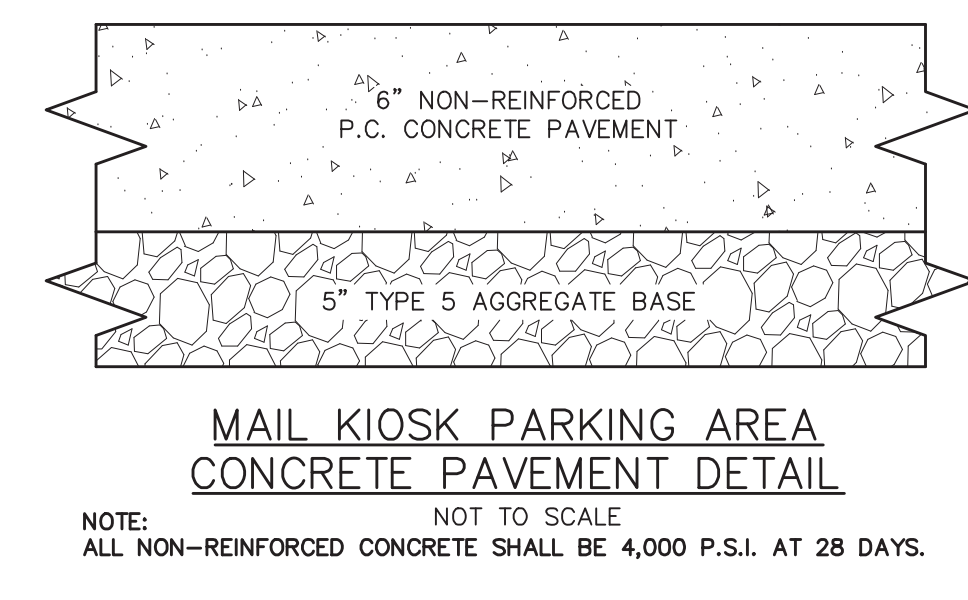 6” NON-REINFORCED
P.C. CONCRETE PAVEMENT
5” TYPE 5 AGGREGATE BASE
MAIL KIOSK PARKING AREA
CONCRETE PAVEMENT DETAIL
NOT TO SCALE
NOTE:
ALL NON-REINFORCED CONCRETE SHALL BE 4,000 P.S.I. AT 28 DAYS.